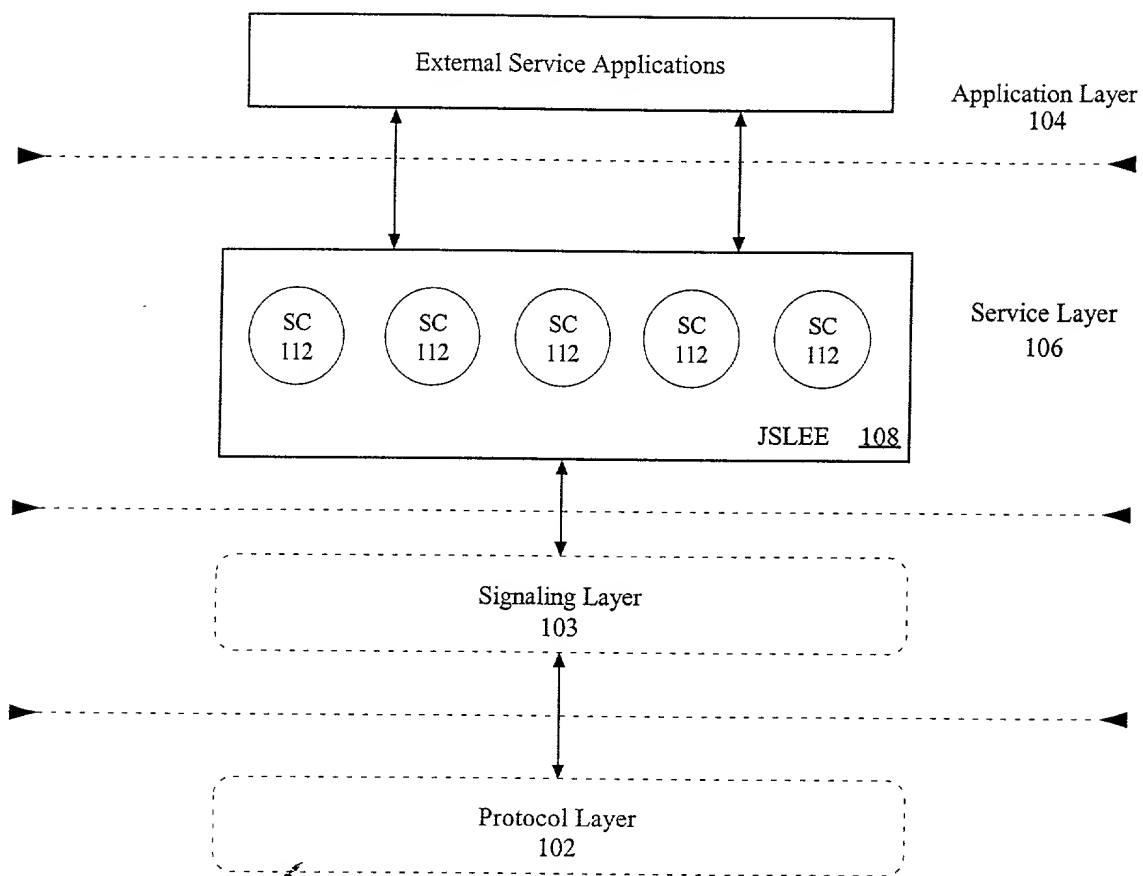 External Service Applications
Application Layer
104
SC
112
SC
112
SC
112
SC
112
SC
112
Service Layer
106
JSLEE 108
Signaling Layer
103
Protocol Layer
102